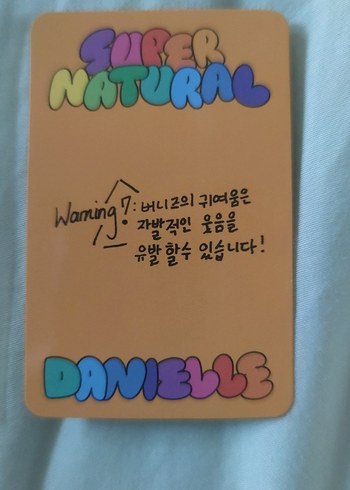 SUPER
NATURAL
Warning?: 버니즈의 귀여움은
자발적인 웃음을
유발 할 수 있습니다!
DANIELLE